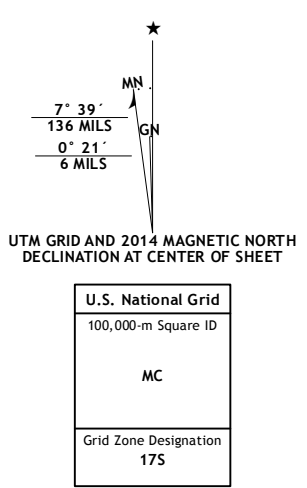 MN
7° 39´
136 MILS
GN
0° 21´
6 MILS
UTM GRID AND 2014 MAGNETIC NORTH
DECLINATION AT CENTER OF SHEET
U.S. National Grid
100,000-m Square ID
MC
Grid Zone Designation
17S